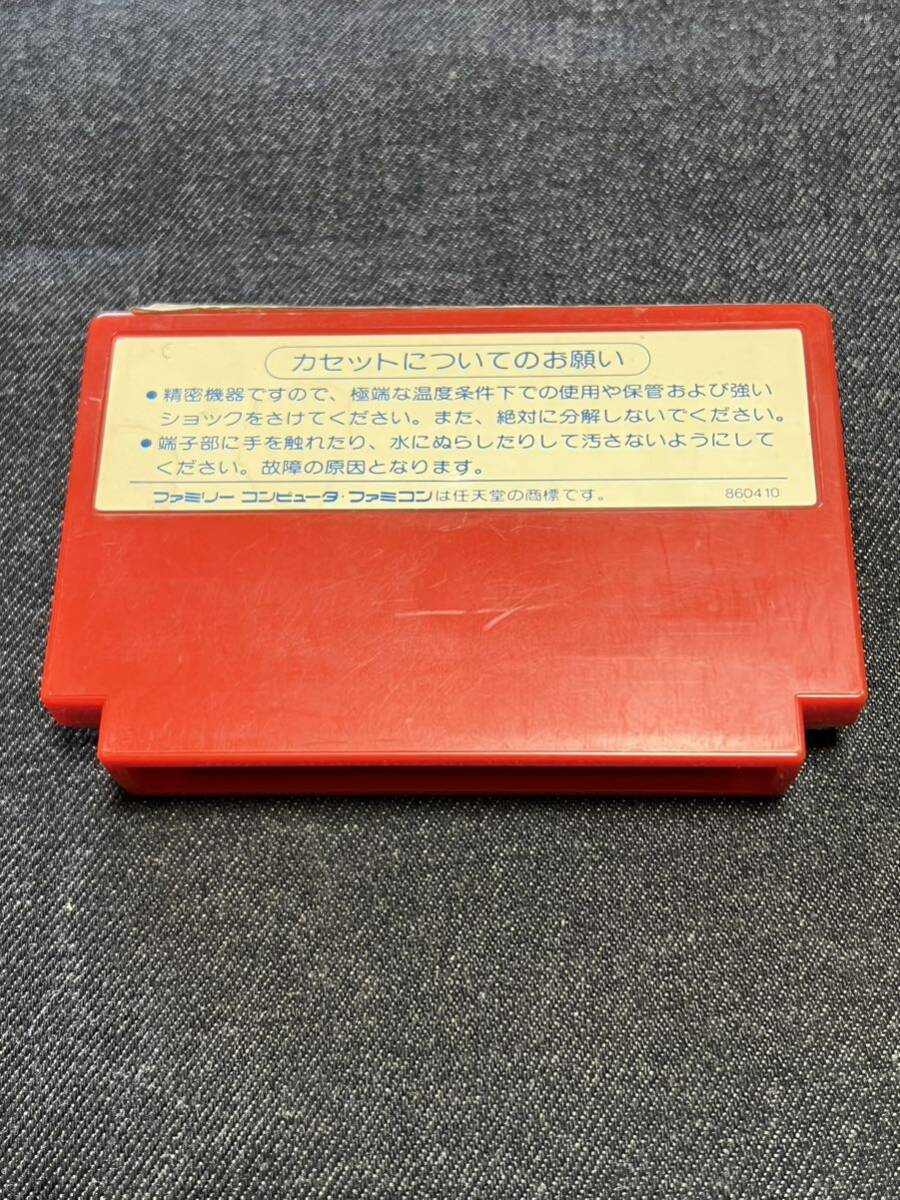 カセットについてのお願い
●精密機器ですので、極端な温度条件下での使用や保管および強い
ショックをさけてください。また、絶対に分解しないでください。
●端子部に手を触れたり、水にぬらしたりして汚さないようにして
ください。故障の原因となります。
ファミリー コンピュータ・ファミコンは任天堂の商標です。 860410